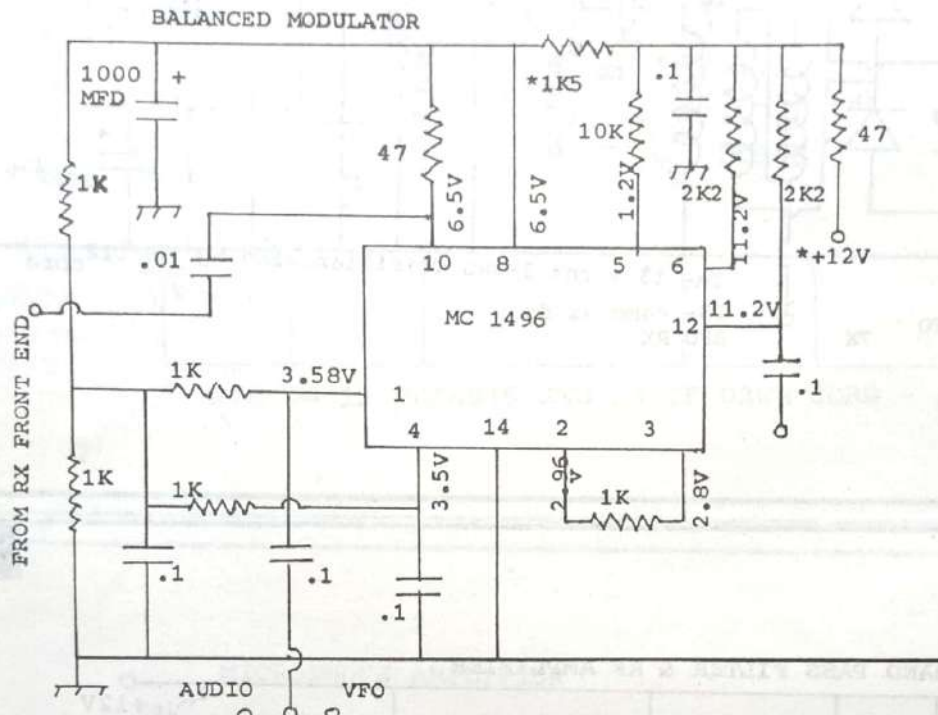 BALANCED MODULATOR
1000
MFD
+
*1K5
.1
47
10K
47
1K
6.5V
6.5V
1.2V
2K2
11.2V
2K2
.01
10
8
5
6
*+12V
MC 1496
11.2V
12
FROM RX FRONT END
1K
3.58V
1
.1
4
14
2
3
1K
1K
3.5V
2.96
V
1K
2.8V
.1
.1
.1
AUDIO
VFO